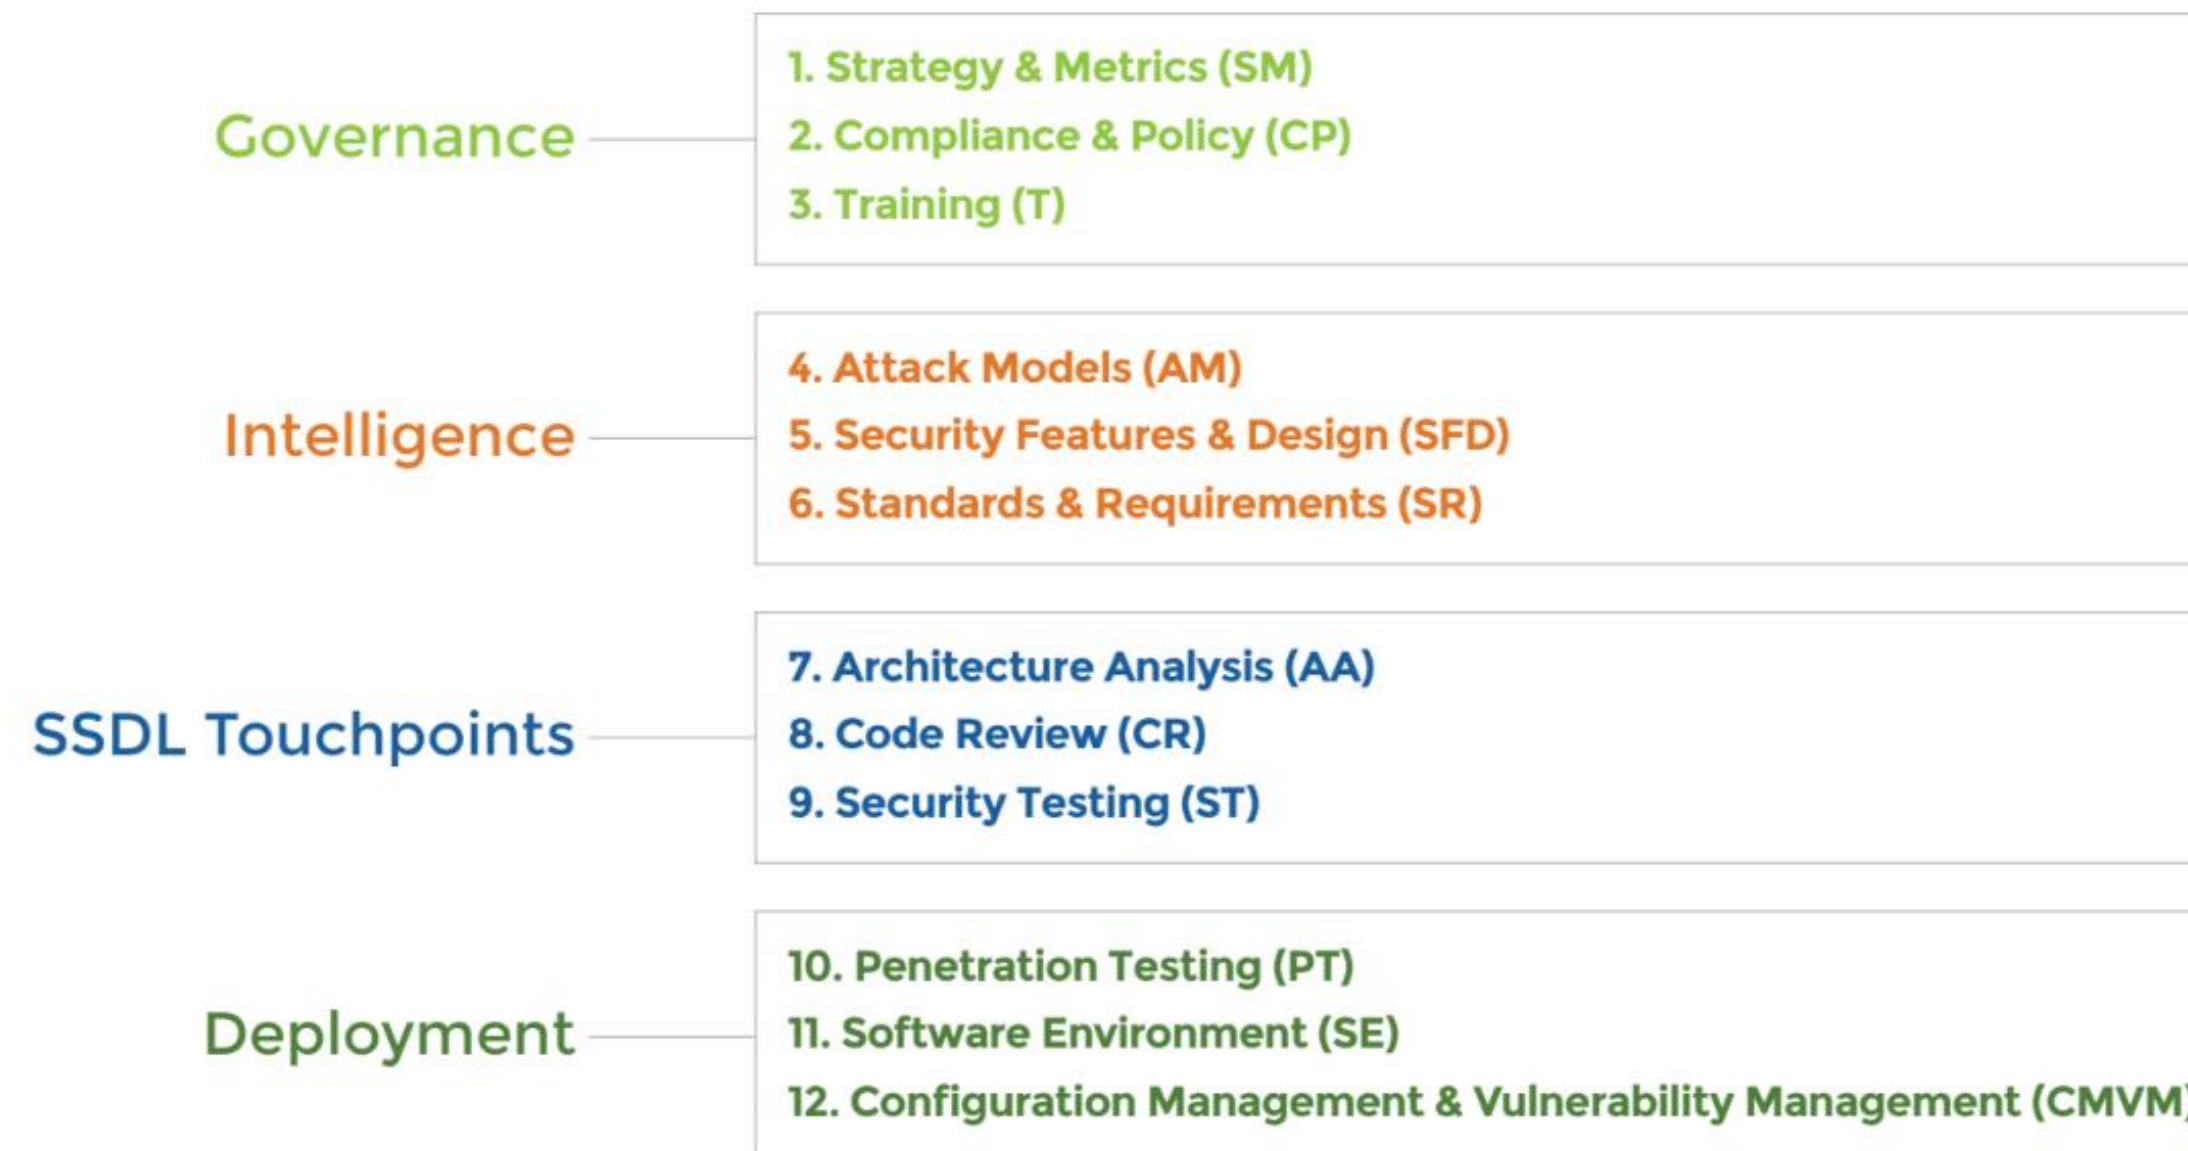 Governance
1. Strategy & Metrics (SM)
2. Compliance & Policy (CP)
3. Training (T)
Intelligence
4. Attack Models (AM)
5. Security Features & Design (SFD)
6. Standards & Requirements (SR)
SSDL Touchpoints
7. Architecture Analysis (AA)
8. Code Review (CR)
9. Security Testing (ST)
Deployment
10. Penetration Testing (PT)
11. Software Environment (SE)
12. Configuration Management & Vulnerability Management (CMVM)